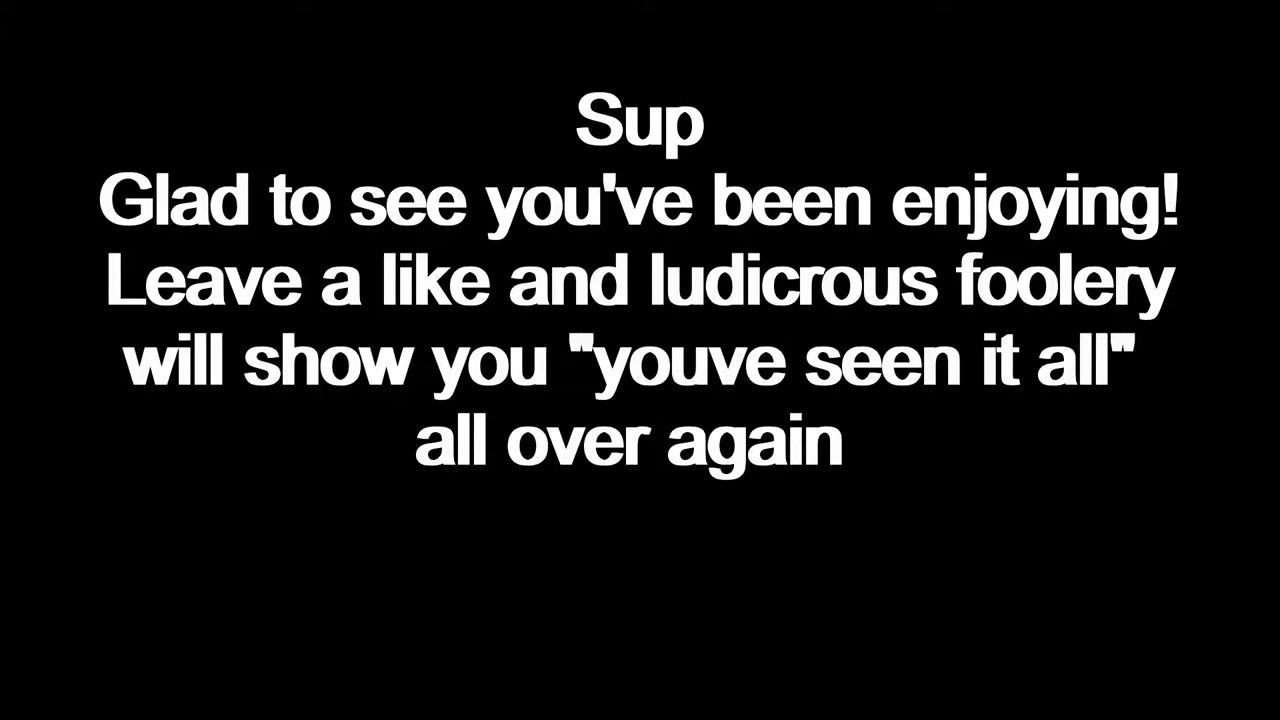 Sup
Glad to see you've been enjoying!
Leave a like and ludicrous foolery
will show you "youve seen it all"
all over again